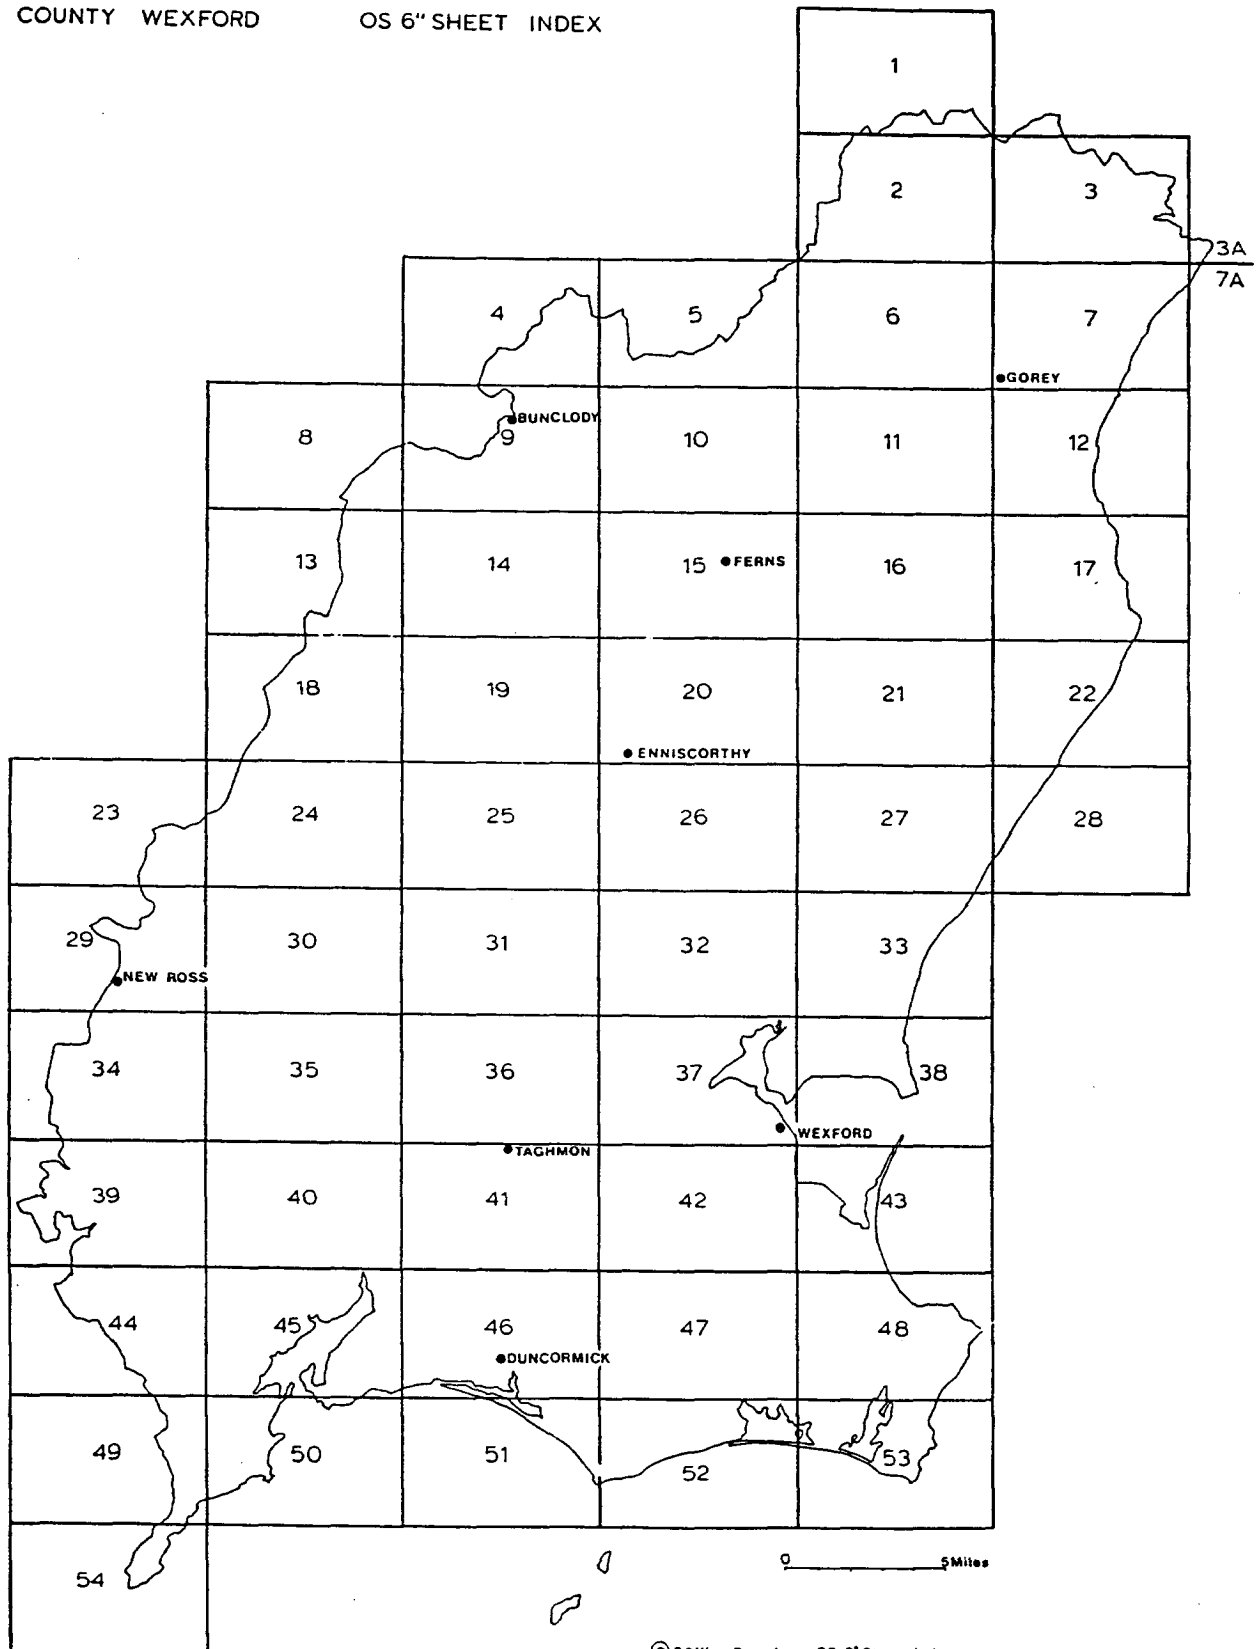 COUNTY WEXFORD OS 6" SHEET INDEX
1
2 3
3A
7A
4 5 6 7
GOREY
BUNCLODY
8 9 10 11 12
13 14 15 FERNS 16 17
18 19 20 21 22
ENNISCORTHY
23 24 25 26 27 28
29 30 31 32 33
NEW ROSS
34 35 36 37 38
WEXFORD
TAGHMON
39 40 41 42 43
44 45 46 47 48
DUNCORMICK
49 50 51 52 53
0 5 Miles
54